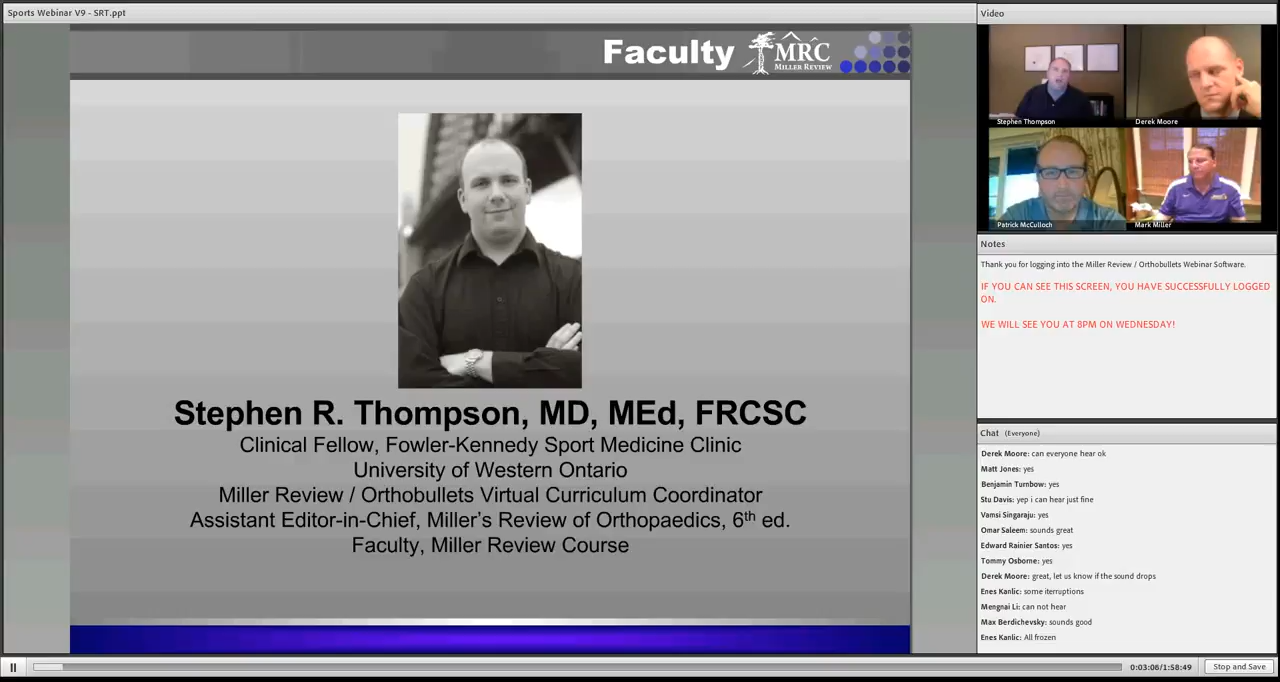 Sports Webinar V9 - SRT.ppt
Faculty
MRC
MILLER REVIEW
Stephen R. Thompson, MD, MEd, FRCSC
Clinical Fellow, Fowler-Kennedy Sport Medicine Clinic
University of Western Ontario
Miller Review / Orthobullets Virtual Curriculum Coordinator
Assistant Editor-in-Chief, Miller's Review of Orthopaedics, 6th ed.
Faculty, Miller Review Course
Video
Stephen Thompson
Derek Moore
Patrick McCulloch
Mark Miller
Notes
Thank you for logging into the Miller Review / Orthobullets Webinar Software.
IF YOU CAN SEE THIS SCREEN, YOU HAVE SUCCESSFULLY LOGGED
ON.
WE WILL SEE YOU AT 8PM ON WEDNESDAY!
Chat (Everyone)
Derek Moore: can everyone hear ok
Matt Jones: yes
Benjamin Turnbow: yes
Stu Davis: yep i can hear just fine
Vamsi Singaraju: yes
Omar Saleem: sounds great
Edward Rainier Santos: yes
Tommy Osborne: yes
Derek Moore: great, let us know if the sound drops
Enes Kanlic: some iterruptions
Mengnai Li: can not hear
Max Berdichevsky: sounds good
Enes Kanlic: All frozen
0:03:06/1:58:49
Stop and Save